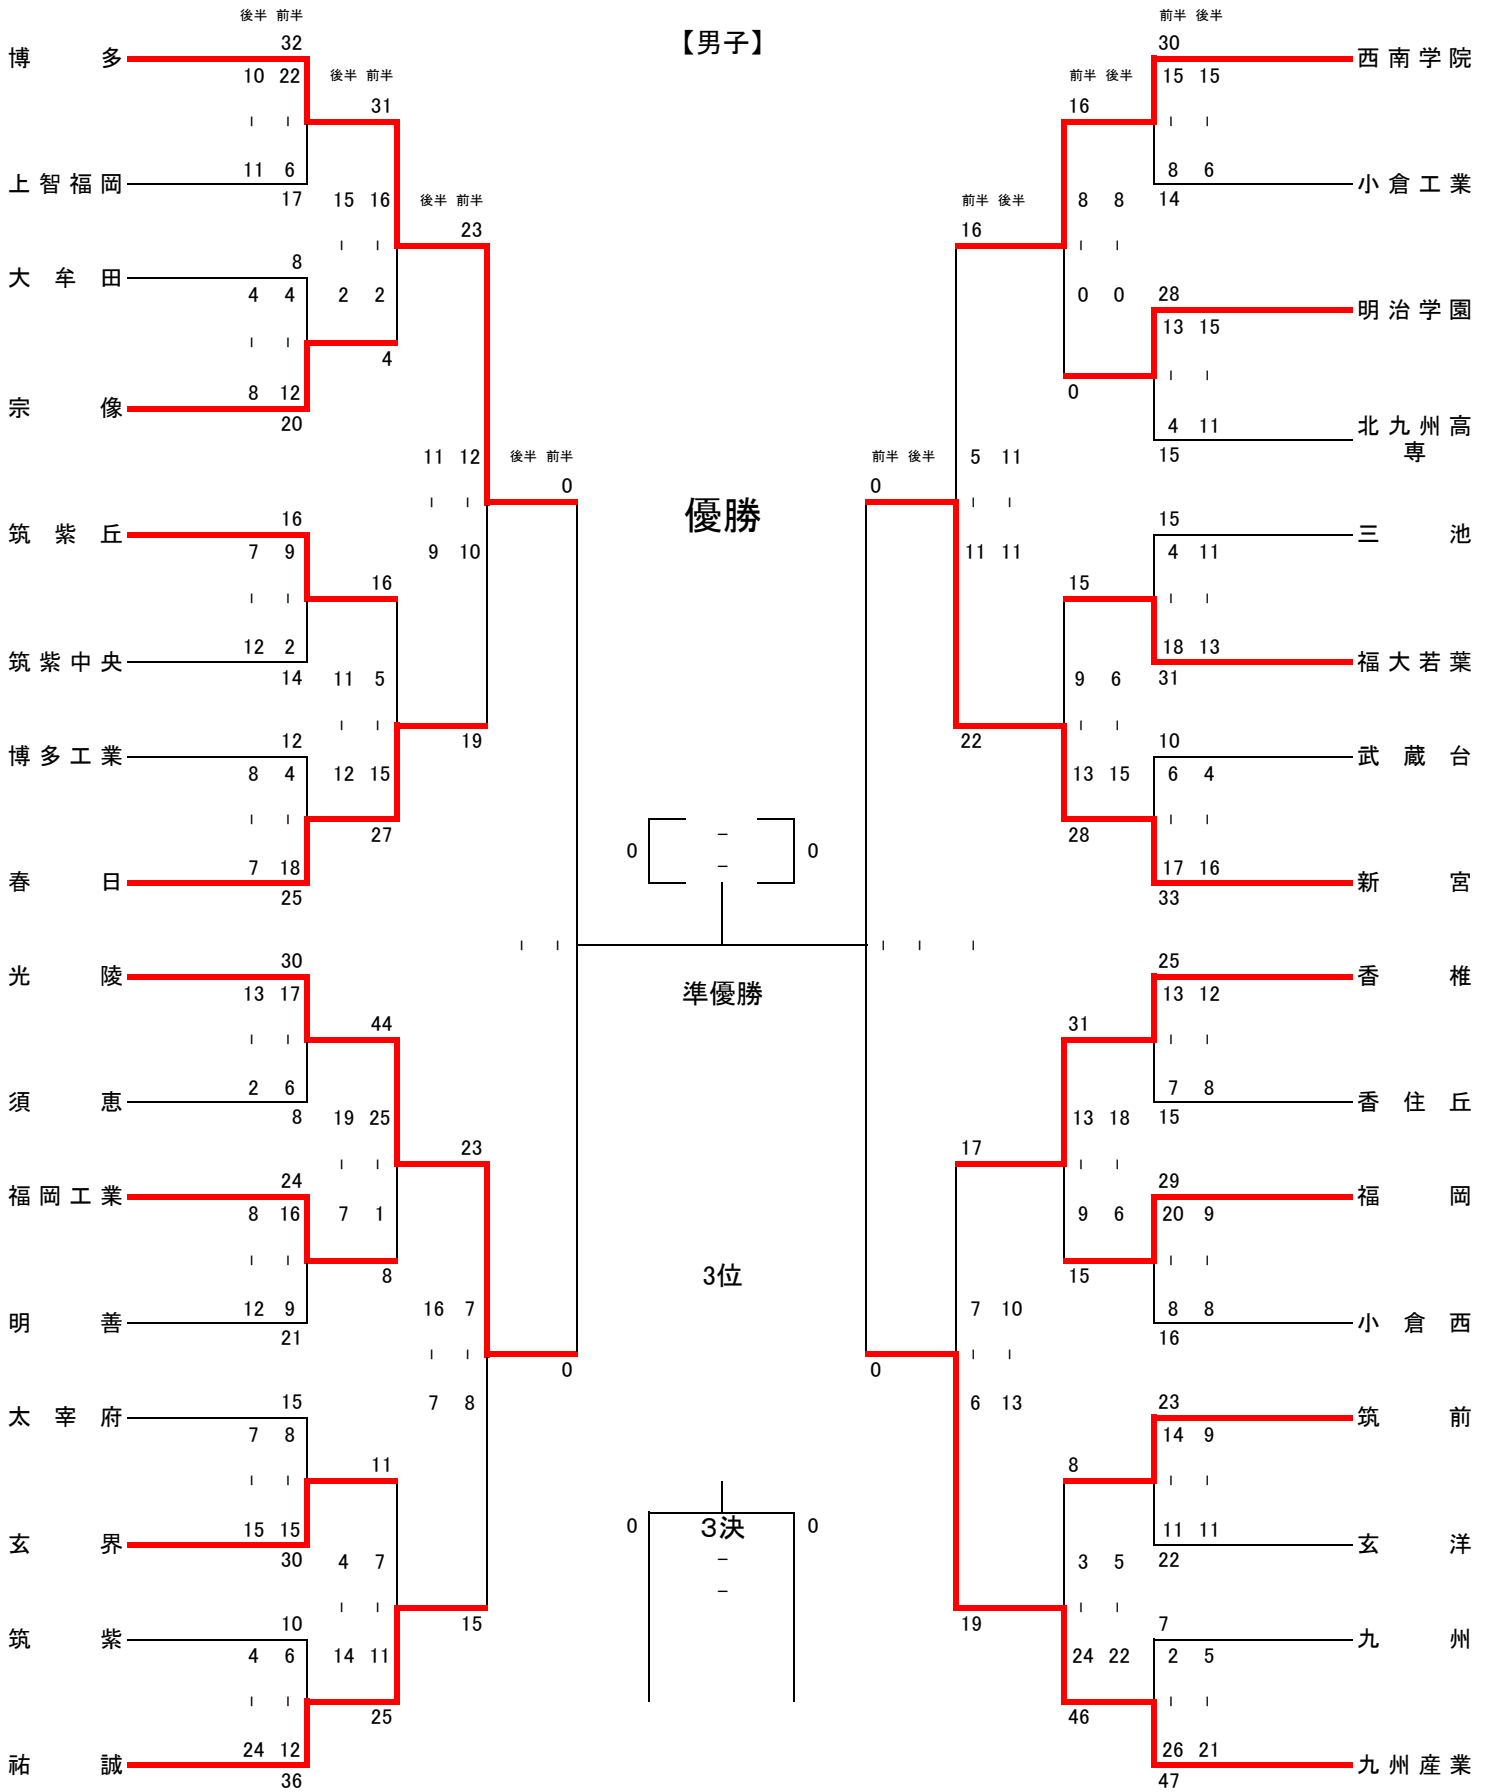 【男子】
後半 前半
32
博多
10 22
11 6
上智福岡
17
後半 前半
31
15 16
2 2
4
8
大牟田
4 4
8 12
宗像
20
後半 前半
23
11 12
9 10
19
16
筑紫丘
7 9
12 2
筑紫中央
14
16
11 5
12 15
27
12
博多工業
8 4
7 18
春日
25
後半 前半
0
30
光陵
13 17
2 6
須恵
8
44
19 25
7 1
8
24
福岡工業
8 16
12 9
明善
21
23
16 7
7 8
15
15
太宰府
7 8
15 15
玄界
30
11
4 7
14 11
25
10
筑紫
4 6
24 12
祐誠
36
0
優勝
0 - 0
-
準優勝
3位
0 3決 0
-
-
前半 後半
30
西南学院
15 15
8 6
小倉工業
14
前半 後半
16
8 8
0 0
0
28
明治学園
13 15
4 11
北九州高専
15
前半 後半
16
5 11
11 11
22
15
三池
4 11
18 13
福大若葉
31
15
9 6
13 15
28
10
武蔵台
6 4
17 16
新宮
33
前半 後半
0
25
香椎
13 12
7 8
香住丘
15
31
13 18
9 6
15
29
福岡
20 9
8 8
小倉西
16
17
7 10
6 13
19
23
筑前
14 9
11 11
玄洋
22
8
3 5
24 22
46
7
九州
2 5
26 21
九州産業
47
0